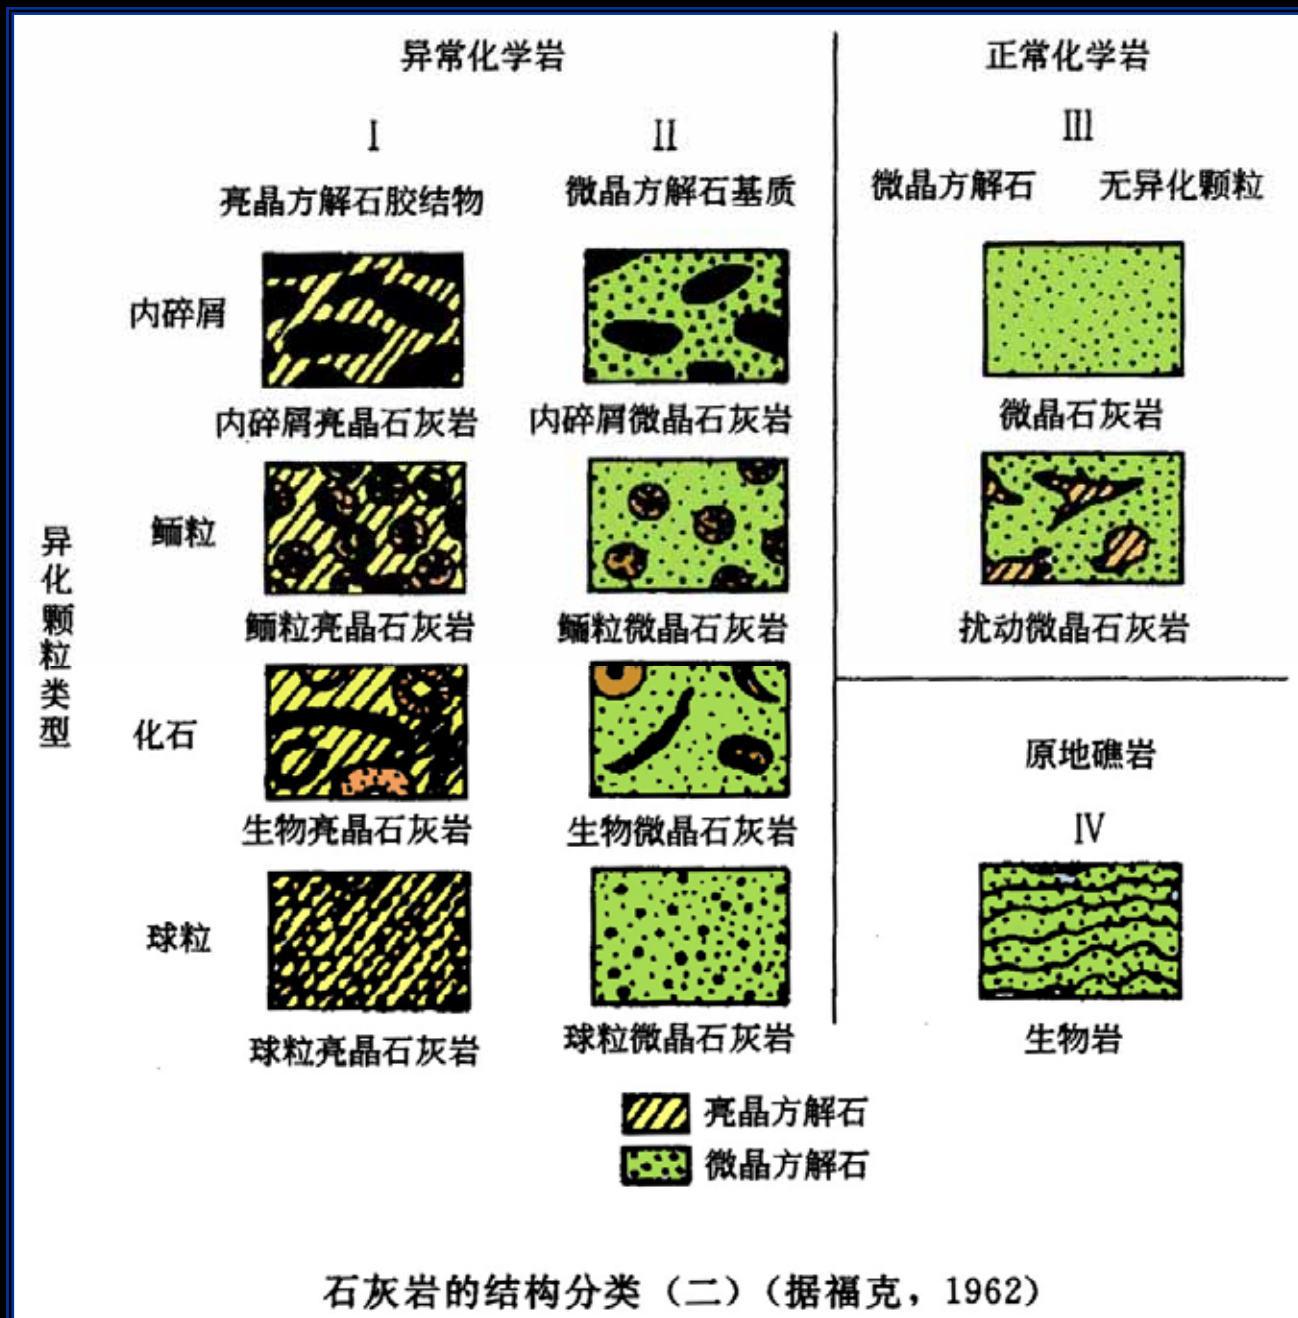 异常化学岩
正常化学岩
I
II
III
亮晶方解石胶结物
微晶方解石基质
微晶方解石 无异化颗粒
内碎屑
内碎屑亮晶石灰岩
内碎屑微晶石灰岩
微晶石灰岩
异化颗粒类型
鲕粒
鲕粒亮晶石灰岩
鲕粒微晶石灰岩
扰动微晶石灰岩
化石
生物亮晶石灰岩
生物微晶石灰岩
原地礁岩
IV
球粒
球粒亮晶石灰岩
球粒微晶石灰岩
生物岩
亮晶方解石
微晶方解石
石灰岩的结构分类（二）（据福克，1962）